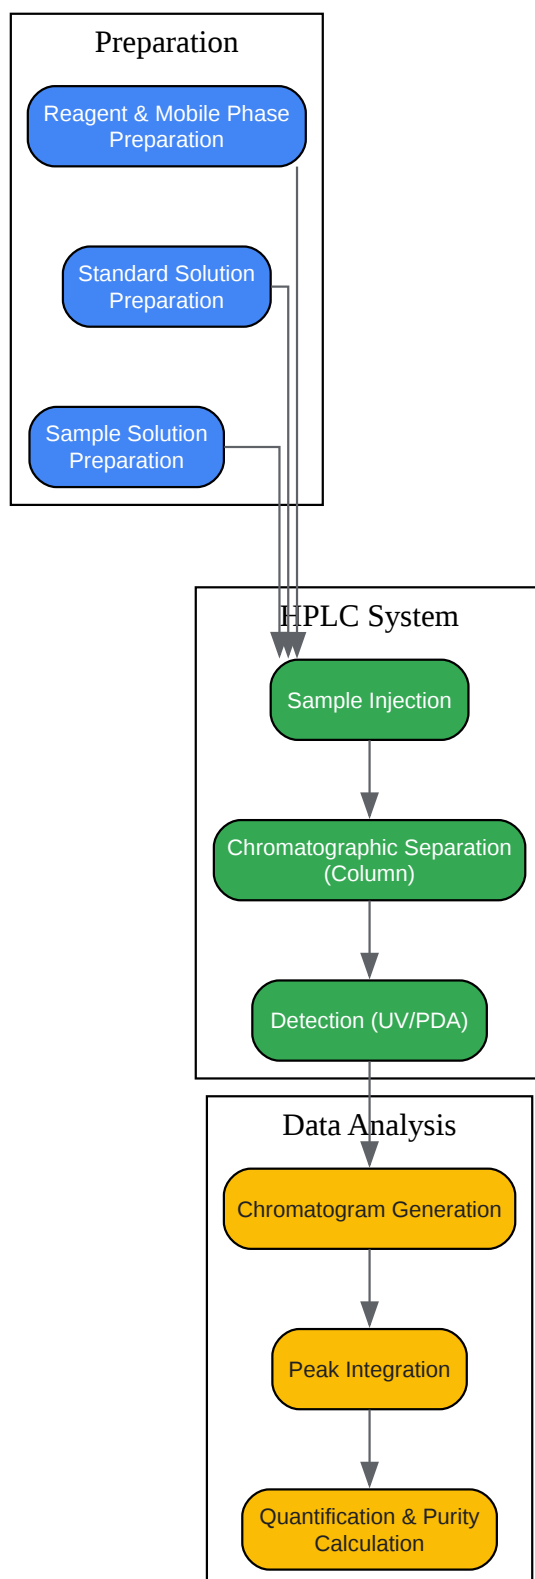 Preparation
Reagent & Mobile Phase
Preparation
Standard Solution
Preparation
Sample Solution
Preparation
HPLC System
Sample Injection
Chromatographic Separation
(Column)
Detection (UV/PDA)
Data Analysis
Chromatogram Generation
Peak Integration
Quantification & Purity
Calculation